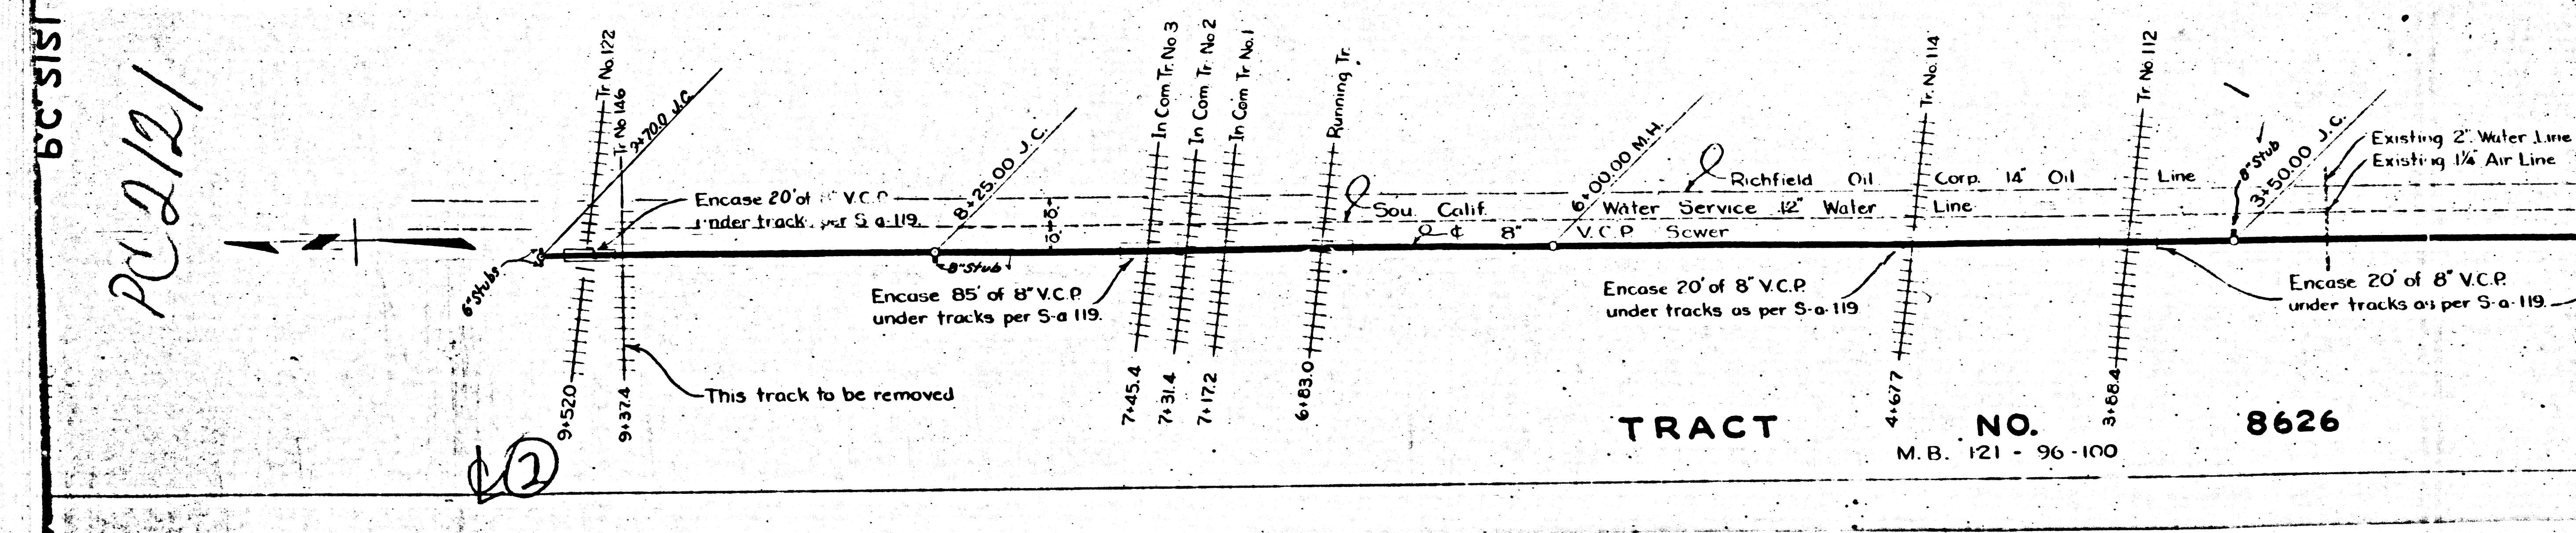 PC 2121
Tr No. 122
Tr No 146
9+70.0 J.C.
6" Stubs
Encase 20' of V.C.P.
under track per S-a-119.
8+25.00 J.C.
8" Stub
In Com Tr. No 3
In Com Tr. No 2
In Com Tr No. 1
Running Tr.
Encase 85' of 8" V.C.P.
under tracks per S-a 119.
6+00.00 M.H.
Richfield Oil Corp. 14" Oil Line
Sou. Calif. Water Service 12" Water Line
℄ 8" V.C.P. Sewer
Tr. No. 114
Tr. No. 112
8" Stub
3+50.00 J.C.
Existing 2" Water Line
Existing 1¼" Air Line
Encase 20' of 8" V.C.P.
under tracks as per S-a-119
Encase 20' of 8" V.C.P.
under tracks as per S-a-119.
This track to be removed
9+52.0
9+37.4
7+45.4
7+31.4
7+17.2
6+83.0
4+67.7
3+88.4
TRACT NO. 8626
M.B. 121 - 96-100
2